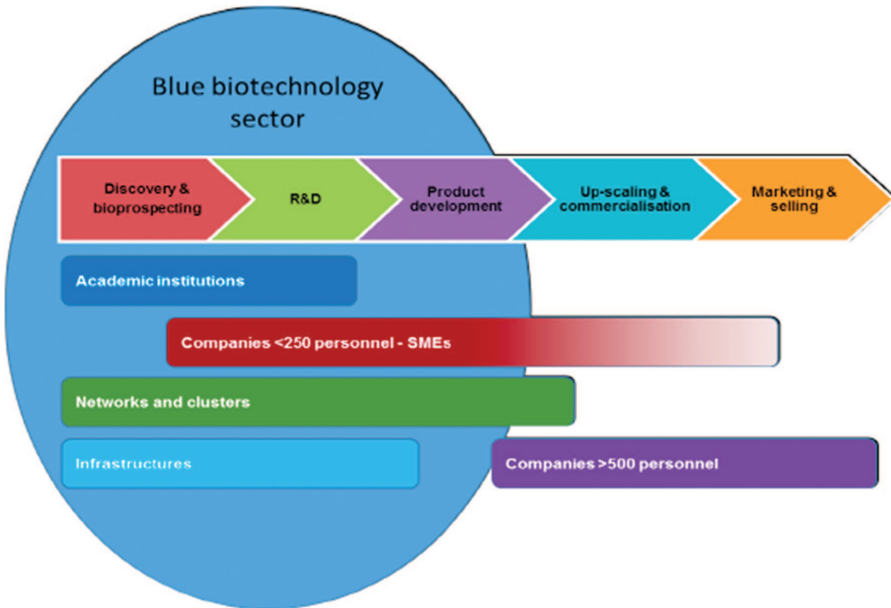 Blue biotechnology
sector
Discovery &
bioprospecting
R&D
Product
development
Up-scaling &
commercialisation
Marketing &
selling
Academic institutions
Companies <250 personnel - SMEs
Networks and clusters
Infrastructures
Companies >500 personnel